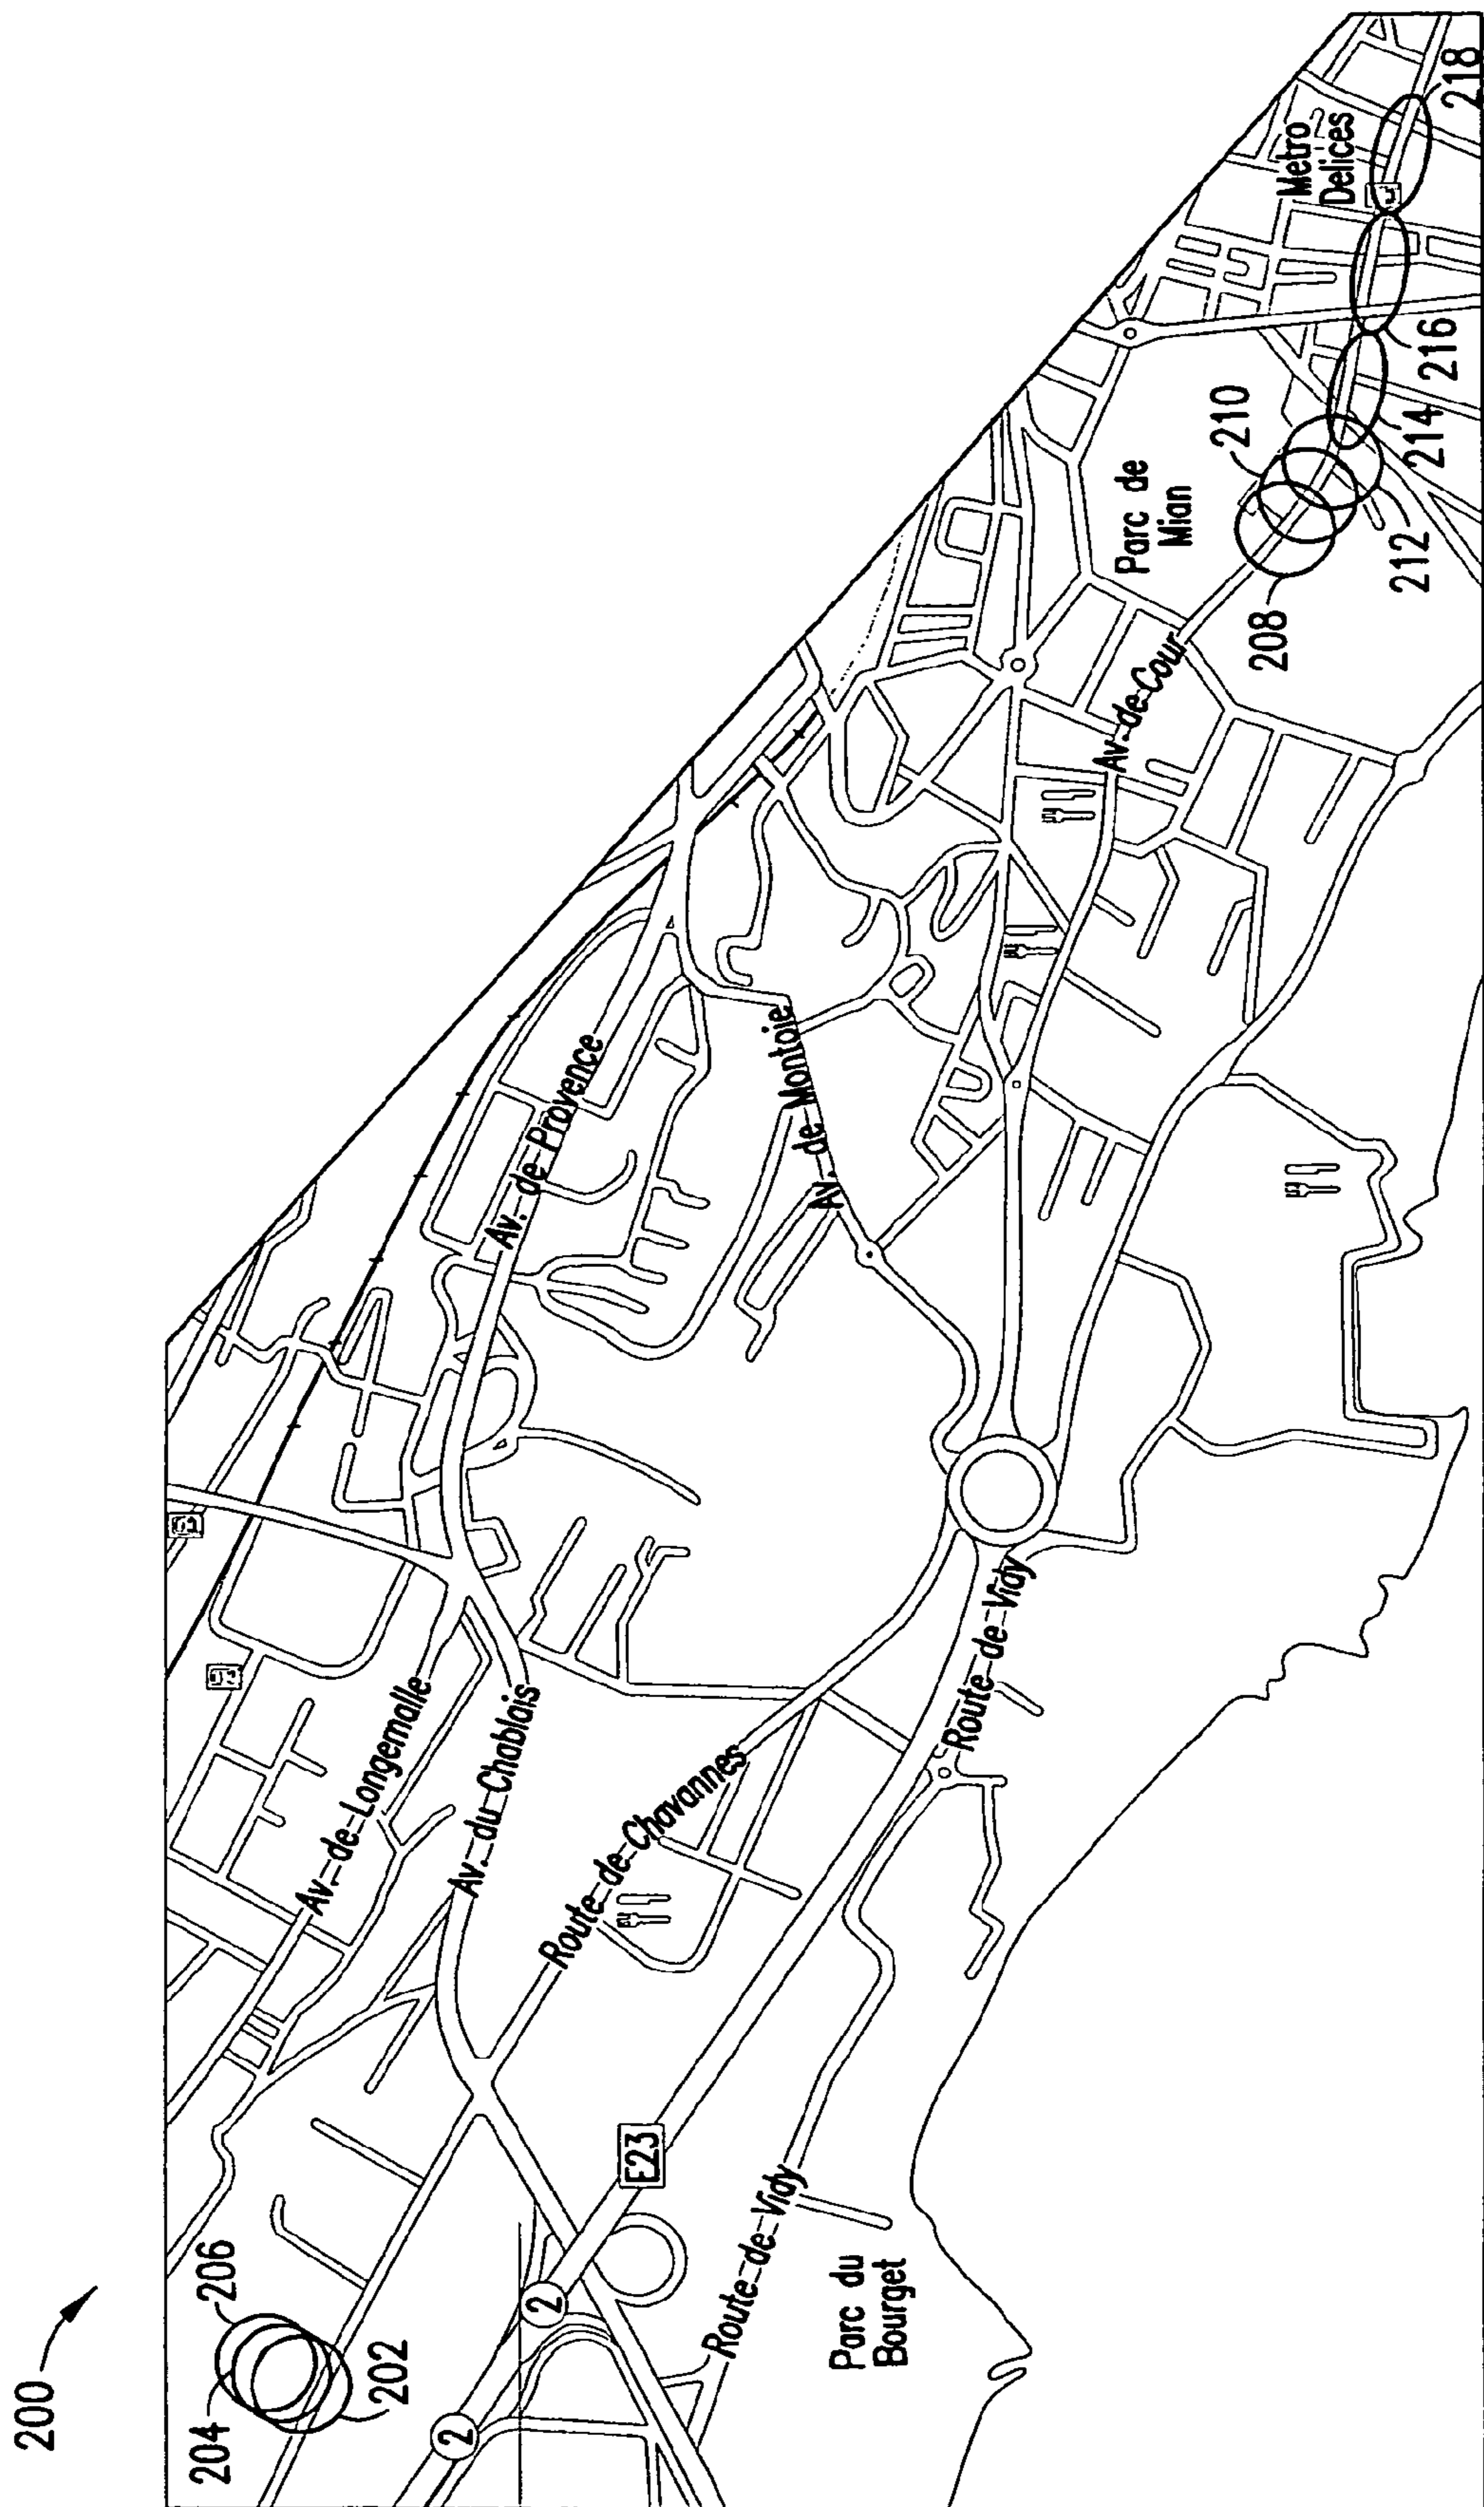 200
204
206
202
Av.-de-Longemalle
Av.-du-Chablais
Route-de-Chavannes
2
2
E23
Route-de-Vidy
Parc du
Bourget
Route-de-Vidy
Av.-de-Provence
Av. de Montoie
Av.-de-Cour
Parc de
Mian
208
210
212
214
216
Metro
Delices
218